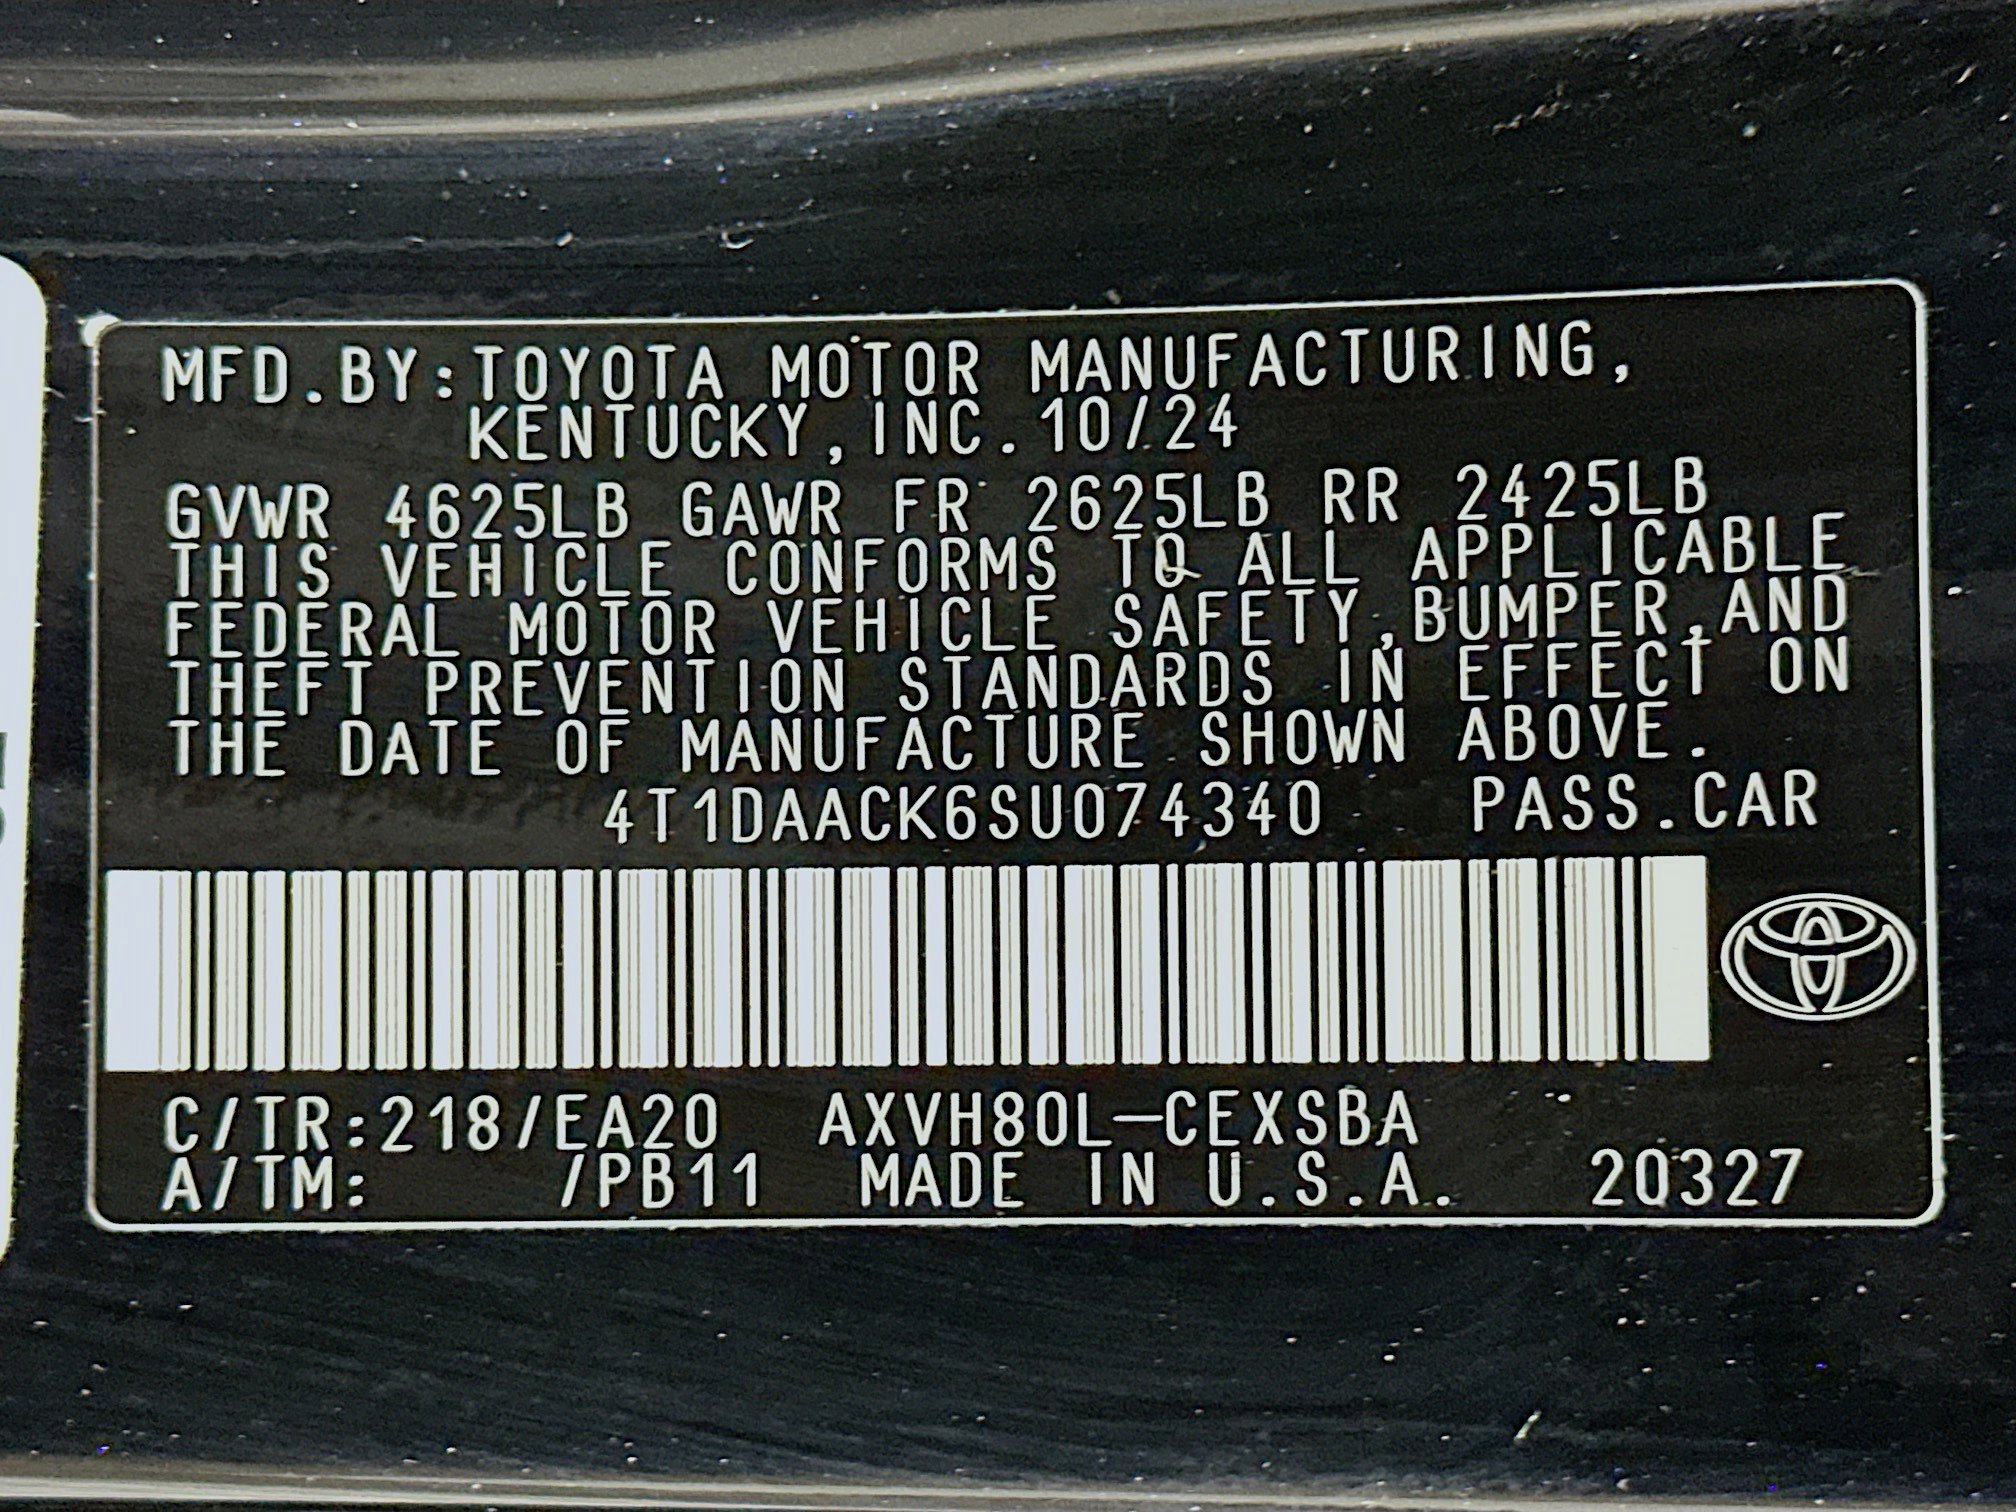 MFD.BY:TOYOTA MOTOR MANUFACTURING,
KENTUCKY,INC.10/24
GVWR 4625LB GAWR FR 2625LB RR 2425LB
THIS VEHICLE CONFORMS TO ALL APPLICABLE
FEDERAL MOTOR VEHICLE SAFETY,BUMPER,AND
THEFT PREVENTION STANDARDS IN EFFECT ON
THE DATE OF MANUFACTURE SHOWN ABOVE.
4T1DAACK6SU074340 PASS.CAR
C/TR:218/EA20 AXVH80L-CEXSBA
A/TM: /PB11 MADE IN U.S.A. 20327